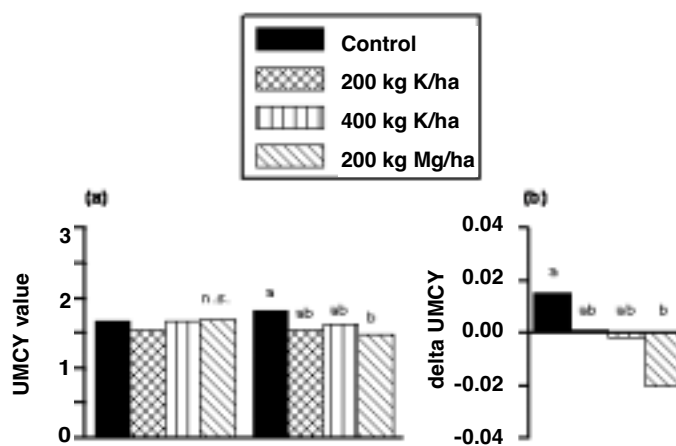 Control
200 kg K/ha
400 kg K/ha
200 kg Mg/ha
(a)
UMCY value
3
2
1
0
n.s.
a
ab
ab
b
(b)
delta UMCY
0.04
0.02
0.00
-0.02
-0.04
a
ab
ab
b